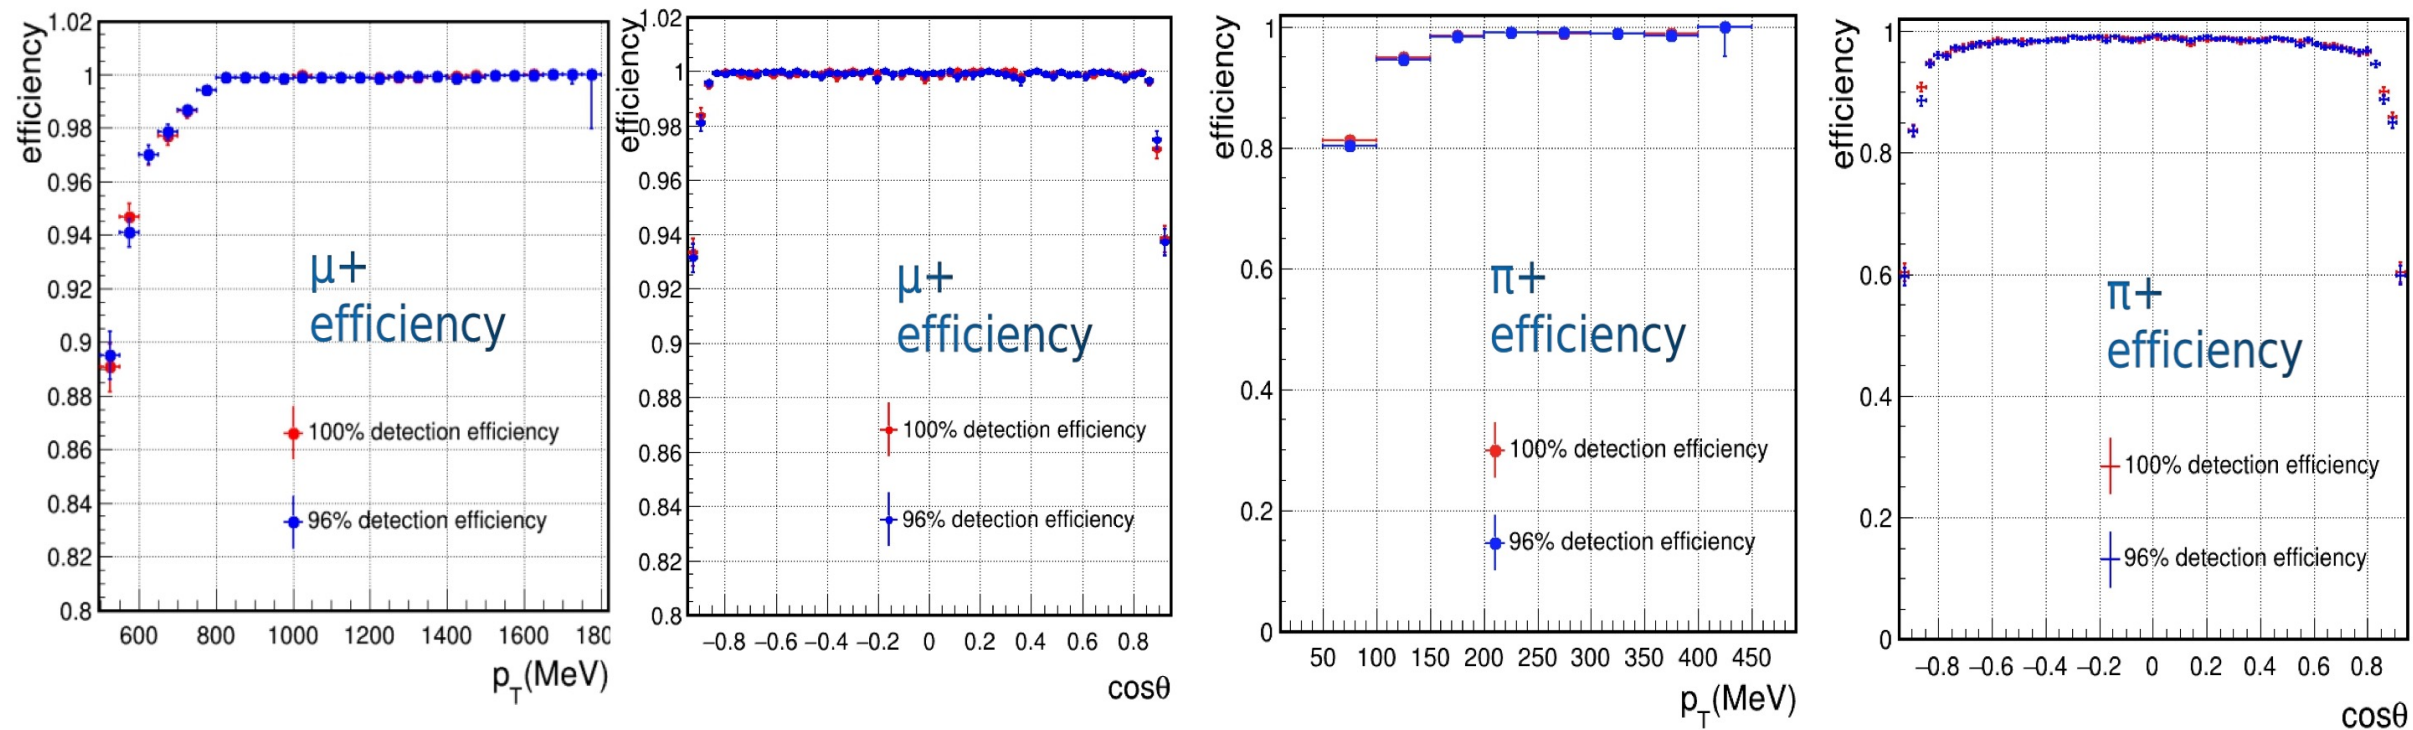 efficiency
1.02
1
0.98
0.96
0.94
0.92
0.9
0.88
0.86
0.84
0.82
0.8
μ+
efficiency
100% detection efficiency
96% detection efficiency
600 800 1000 1200 1400 1600 180
pT(MeV)
efficiency
1.02
1
0.98
0.96
0.94
0.92
0.9
0.88
0.86
0.84
0.82
0.8
μ+
efficiency
100% detection efficiency
96% detection efficiency
−0.8 −0.6 −0.4 −0.2 0 0.2 0.4 0.6 0.8
cosθ
efficiency
1
0.8
0.6
0.4
0.2
0
π+
efficiency
100% detection efficiency
96% detection efficiency
50 100 150 200 250 300 350 400 450
pT(MeV)
efficiency
1
0.8
0.6
0.4
0.2
0
π+
efficiency
100% detection efficiency
96% detection efficiency
−0.8 −0.6 −0.4 −0.2 0 0.2 0.4 0.6 0.8
cosθ